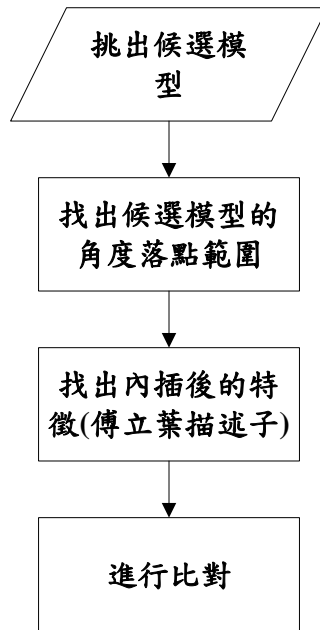 挑出候選模
型
找出候選模型的
角度落點範圍
找出內插後的特
徵(傅立葉描述子)
進行比對